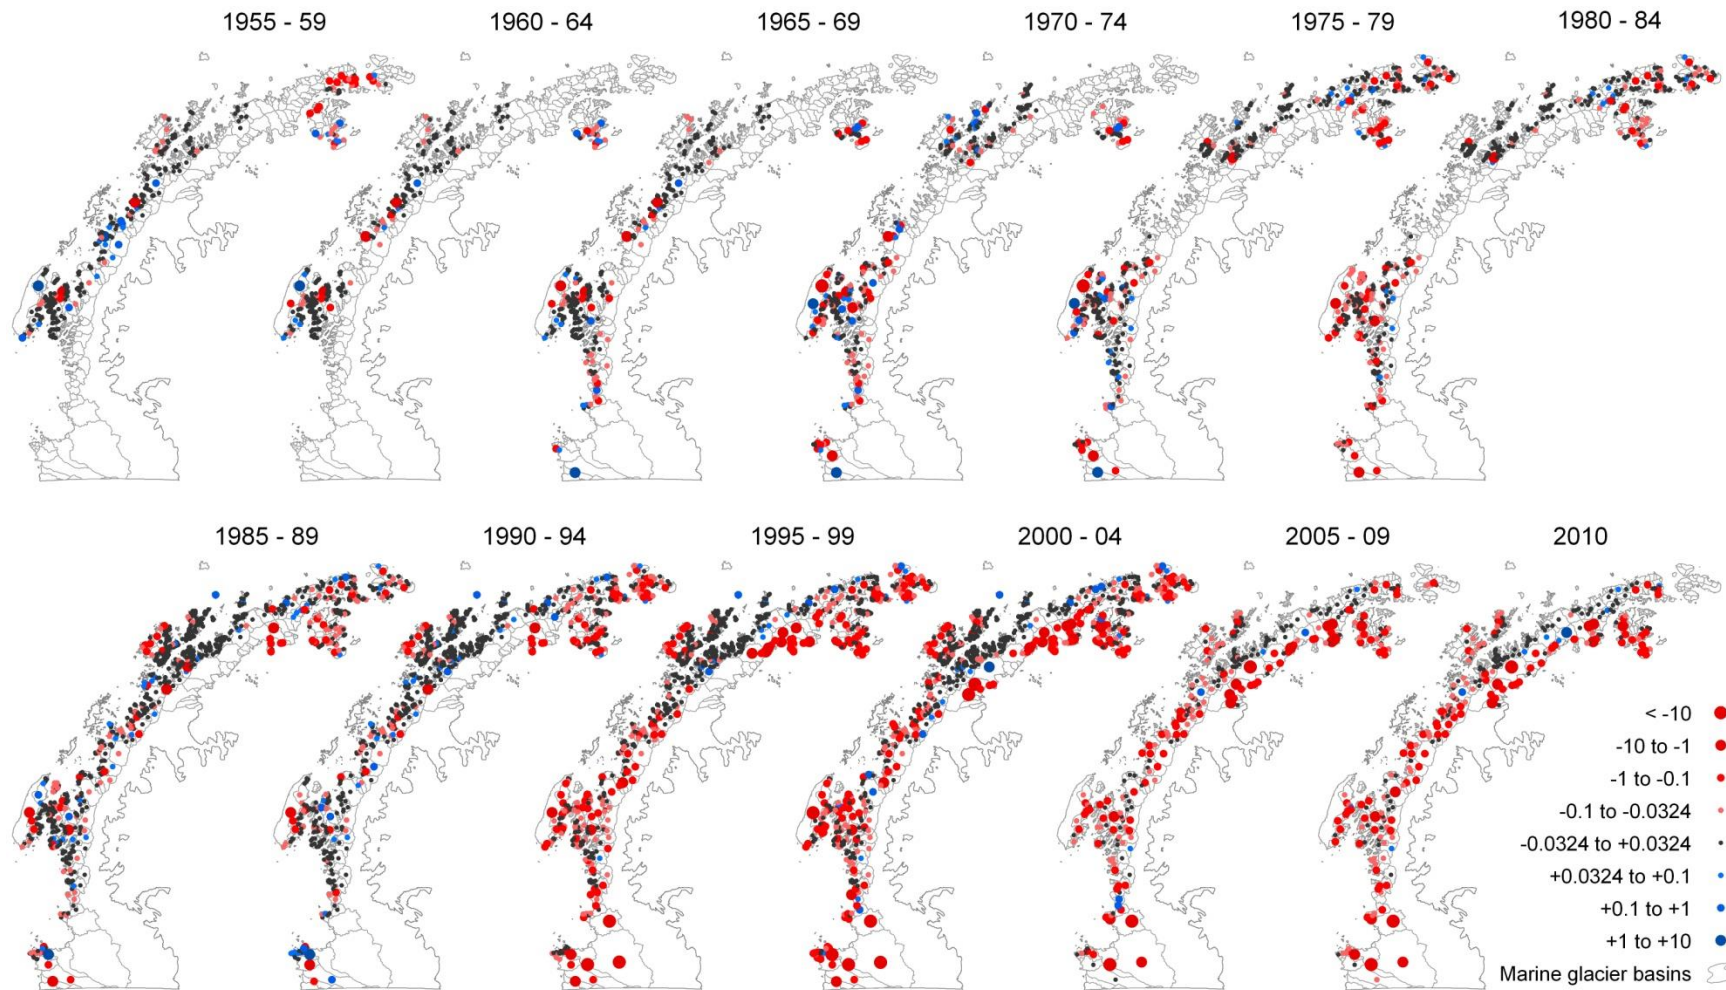 1955 - 59
1960 - 64
1965 - 69
1970 - 74
1975 - 79
1980 - 84
1985 - 89
1990 - 94
1995 - 99
2000 - 04
2005 - 09
2010
< -10
-10 to -1
-1 to -0.1
-0.1 to -0.0324
-0.0324 to +0.0324
+0.0324 to +0.1
+0.1 to +1
+1 to +10
Marine glacier basins